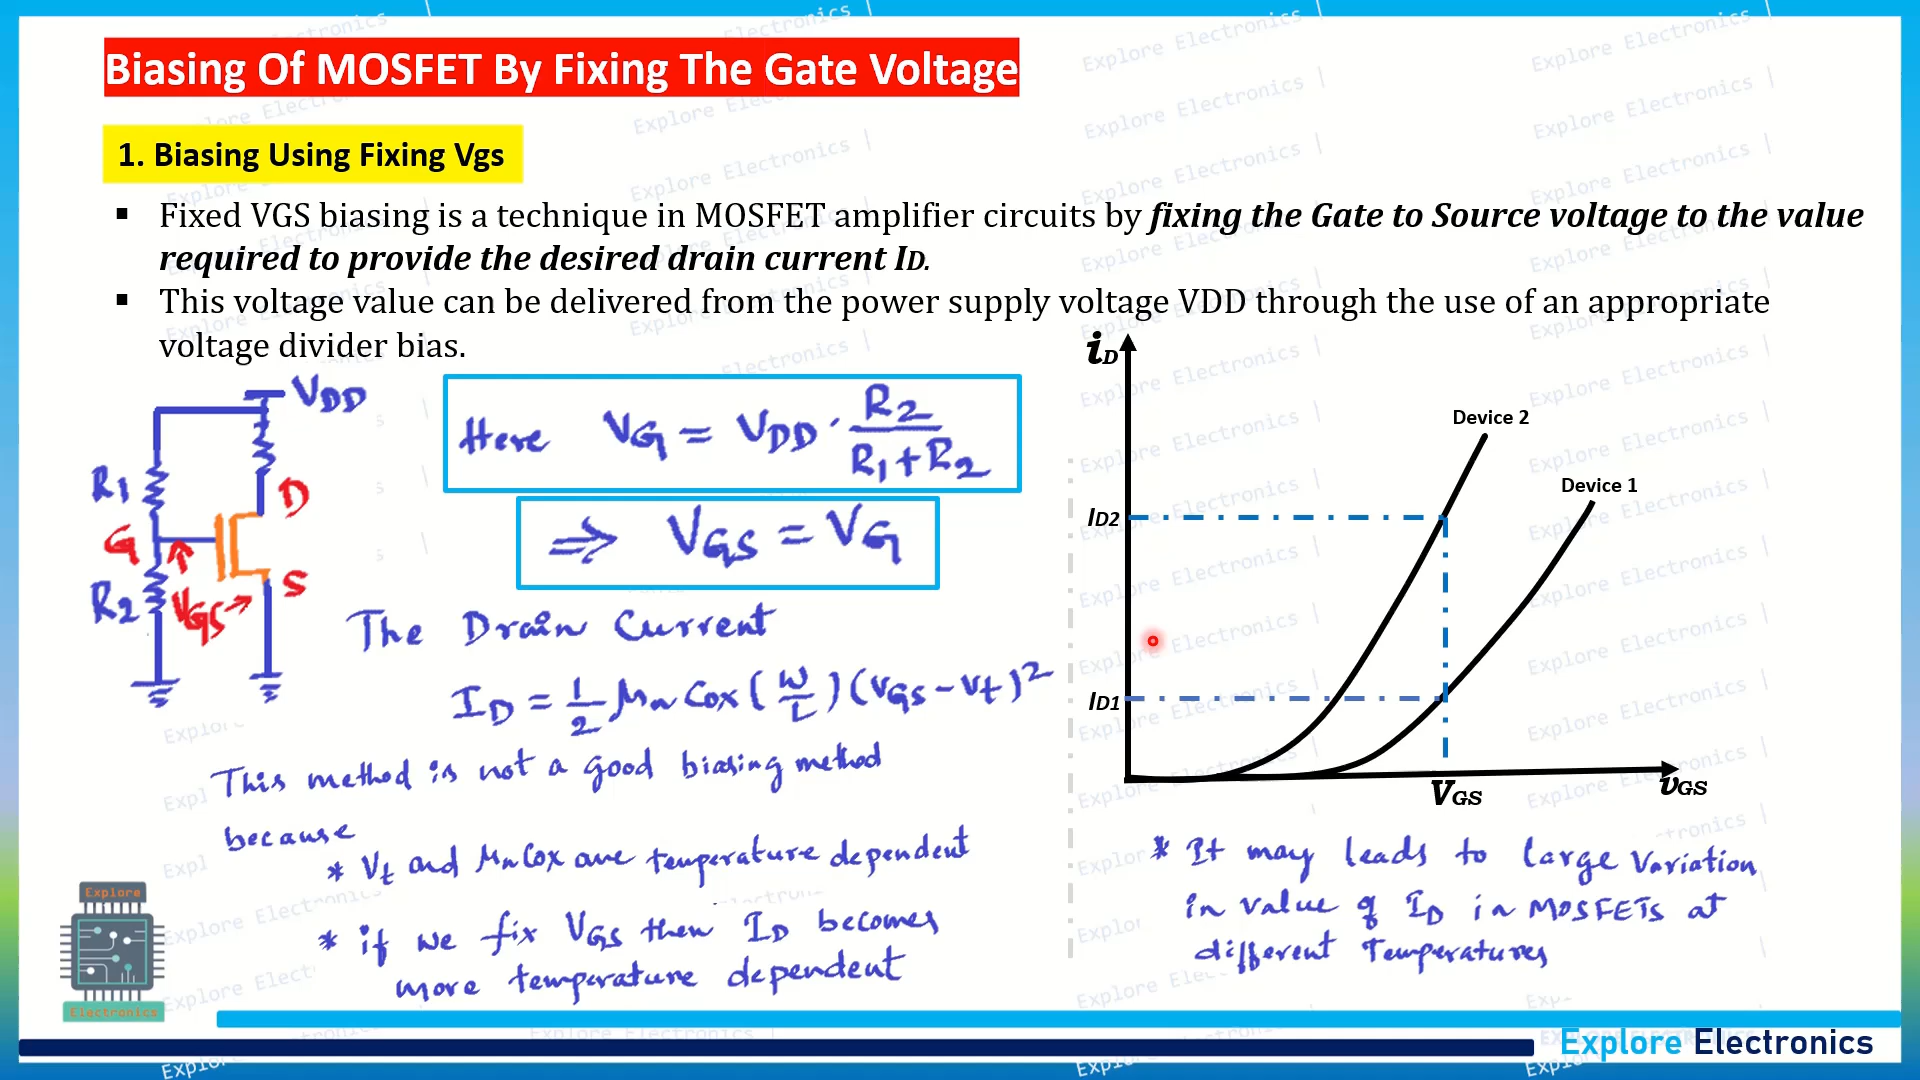 Biasing Of MOSFET By Fixing The Gate Voltage
1. Biasing Using Fixing Vgs
▪ Fixed VGS biasing is a technique in MOSFET amplifier circuits by fixing the Gate to Source voltage to the value
required to provide the desired drain current ID.
▪ This voltage value can be delivered from the power supply voltage VDD through the use of an appropriate
voltage divider bias.
VDD
R1
D
G
R2
VGS
S
Here VG = VDD · R2 / R1+R2
⇒ VGS = VG
The Drain Current
ID = 1/2 μn Cox (W/L) (VGS - Vt)²
This method is not a good biasing method
because
* Vt and μn Cox are temperature dependent
* if we fix VGS then ID becomes
more temperature dependent
iD
Device 2
Device 1
ID2
ID1
VGS
vGS
* It may leads to large variation
in value of ID in MOSFETs at
different Temperatures
Explore
Electronics
Explore Electronics